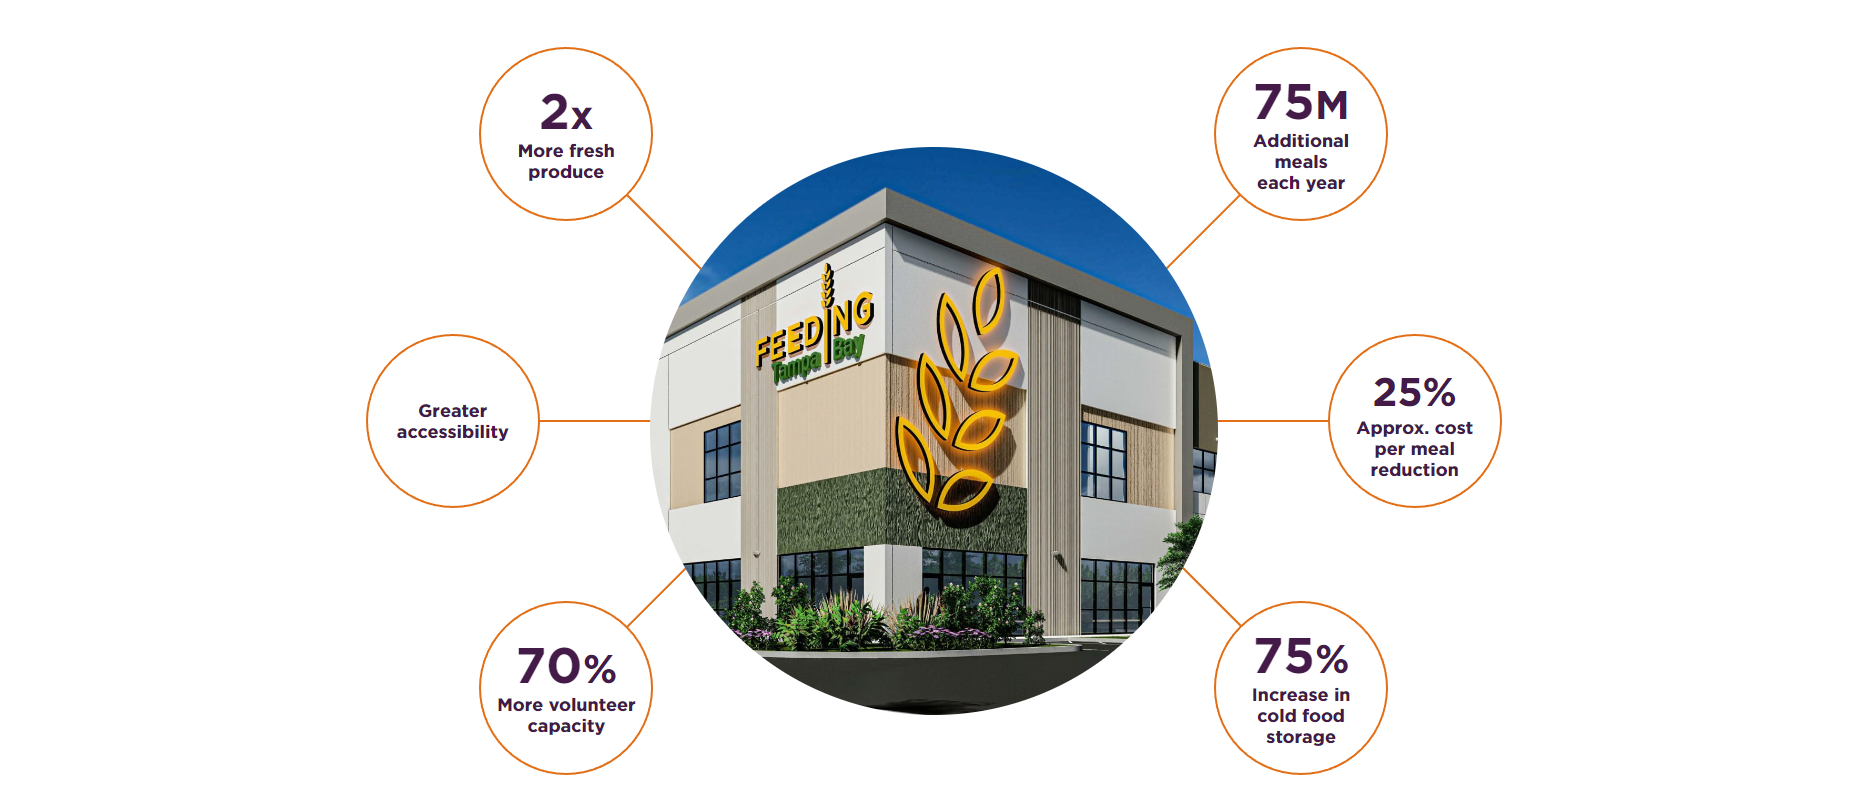 2x
More fresh
produce
75M
Additional
meals
each year
FEEDING
Tampa Bay
Greater
accessibility
25%
Approx. cost
per meal
reduction
70%
More volunteer
capacity
75%
Increase in
cold food
storage